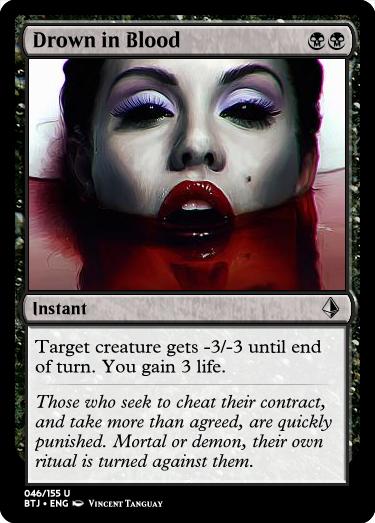 Drown in Blood
Instant
Target creature gets -3/-3 until end
of turn. You gain 3 life.
Those who seek to cheat their contract,
and take more than agreed, are quickly
punished. Mortal or demon, their own
ritual is turned against them.
046/155 U
BTJ • ENG Vincent Tanguay